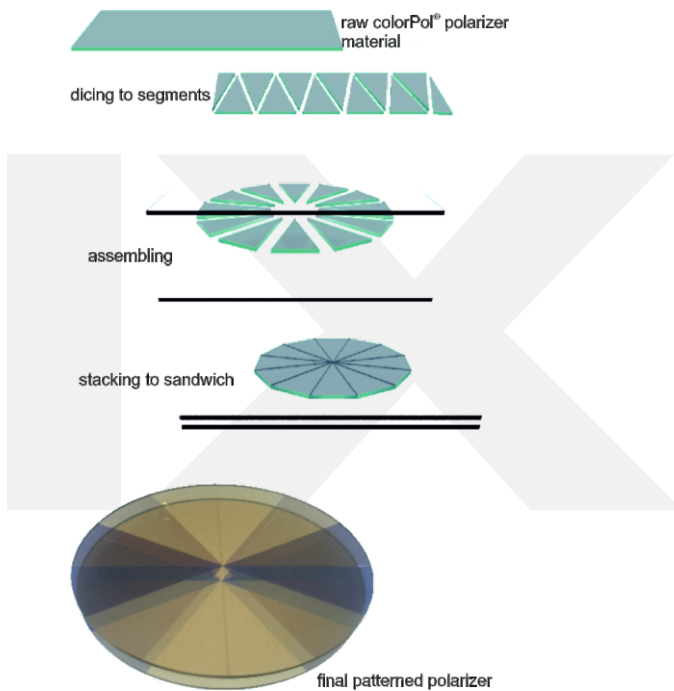 raw colorPol® polarizer
material
dicing to segments
assembling
stacking to sandwich
final patterned polarizer